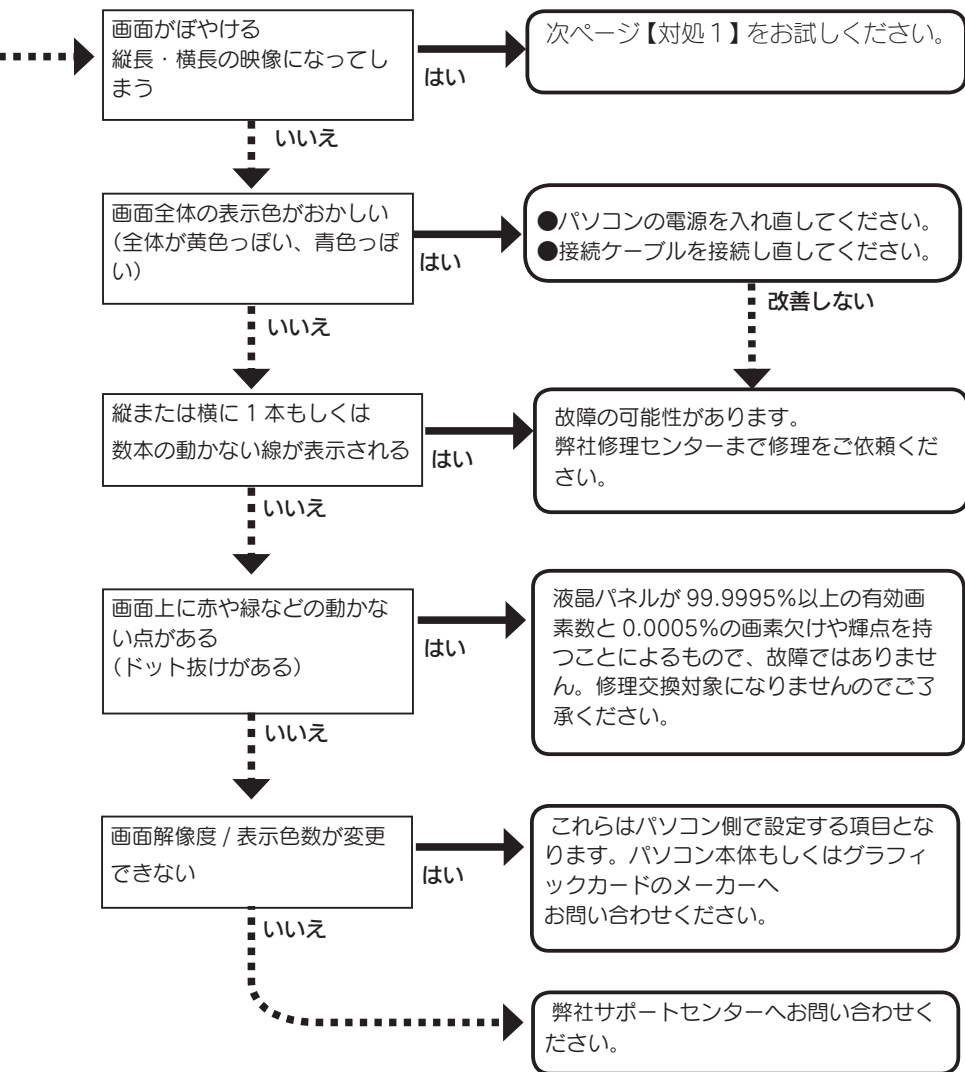 画面がぼやける
縦長・横長の映像になってし
まう
はい
次ページ【対処１】をお試しください。
いいえ
画面全体の表示色がおかしい
（全体が黄色っぽい、青色っぽ
い）
はい
●パソコンの電源を入れ直してください。
●接続ケーブルを接続し直してください。
改善しない
いいえ
縦または横に 1 本もしくは
数本の動かない線が表示される
はい
故障の可能性があります。
弊社修理センターまで修理をご依頼くだ
さい。
いいえ
画面上に赤や緑などの動かな
い点がある
（ドット抜けがある）
はい
液晶パネルが 99.9995%以上の有効画
素数と 0.0005%の画素欠けや輝点を持
つことによるもので、故障ではありませ
ん。修理交換対象になりませんのでご了
承ください。
いいえ
画面解像度 / 表示色数が変更
できない
はい
これらはパソコン側で設定する項目とな
ります。パソコン本体もしくはグラフィ
ックカードのメーカーへ
お問い合わせください。
いいえ
弊社サポートセンターへお問い合わせく
ださい。